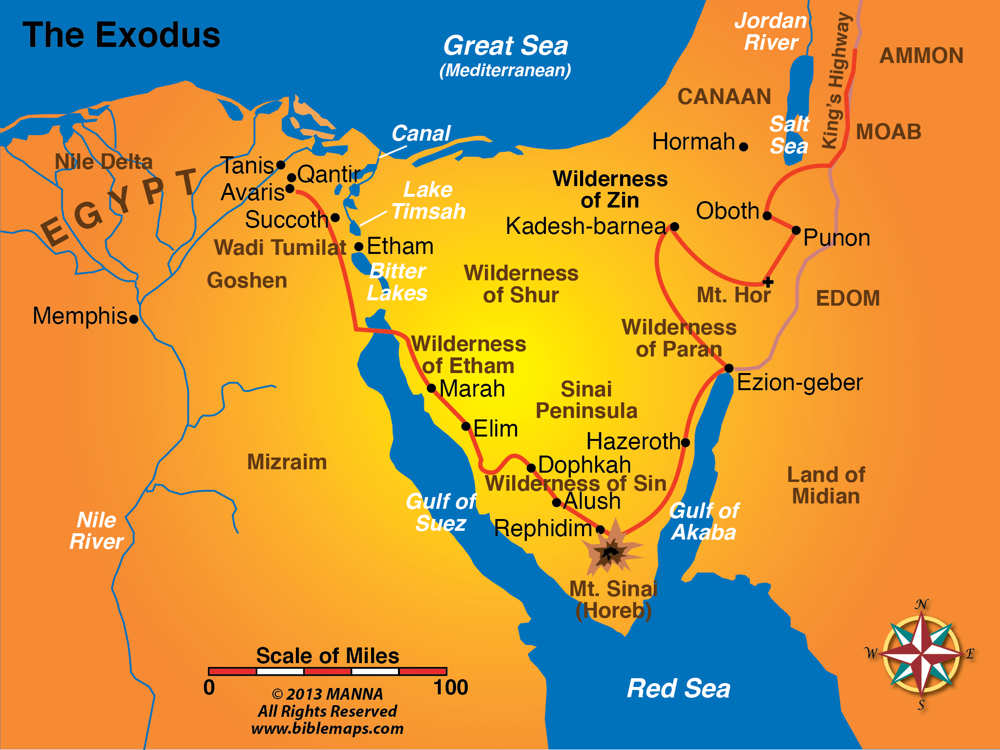 The Exodus
Great Sea
(Mediterranean)
Jordan
River
King's Highway
AMMON
CANAAN
Salt
Sea
MOAB
Canal
Hormah
Nile Delta
EGYPT
Tanis
Qantir
Avaris
Lake
Timsah
Wilderness
of Zin
Succoth
Oboth
Kadesh-barnea
Punon
Wadi Tumilat
Etham
Bitter
Lakes
Goshen
Wilderness
of Shur
Mt. Hor
EDOM
Memphis
Wilderness
of Paran
Wilderness
of Etham
Marah
Ezion-geber
Sinai
Peninsula
Elim
Hazeroth
Mizraim
Dophkah
Wilderness of Sin
Land of
Midian
Alush
Gulf of
Suez
Gulf of
Akaba
Nile
River
Rephidim
Mt. Sinai
(Horeb)
N
W
E
S
Scale of Miles
0
100
© 2013 MANNA
All Rights Reserved
www.biblemaps.com
Red Sea